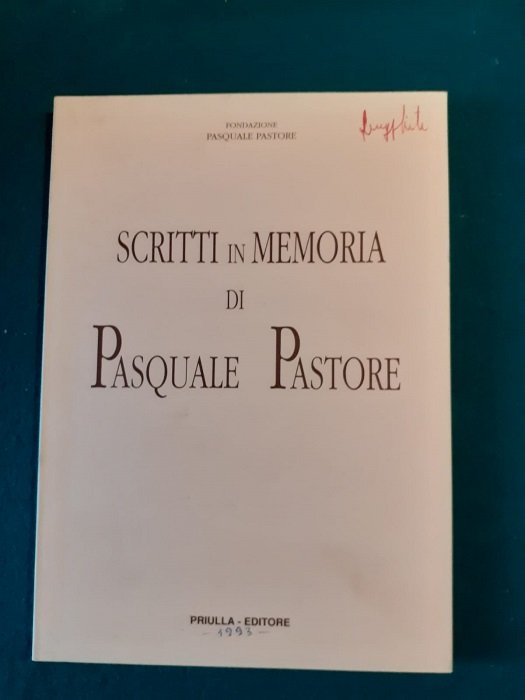 FONDAZIONE
PASQUALE PASTORE
SCRITTI IN MEMORIA
DI
PASQUALE PASTORE
PRIULLA - EDITORE
- 1993 -